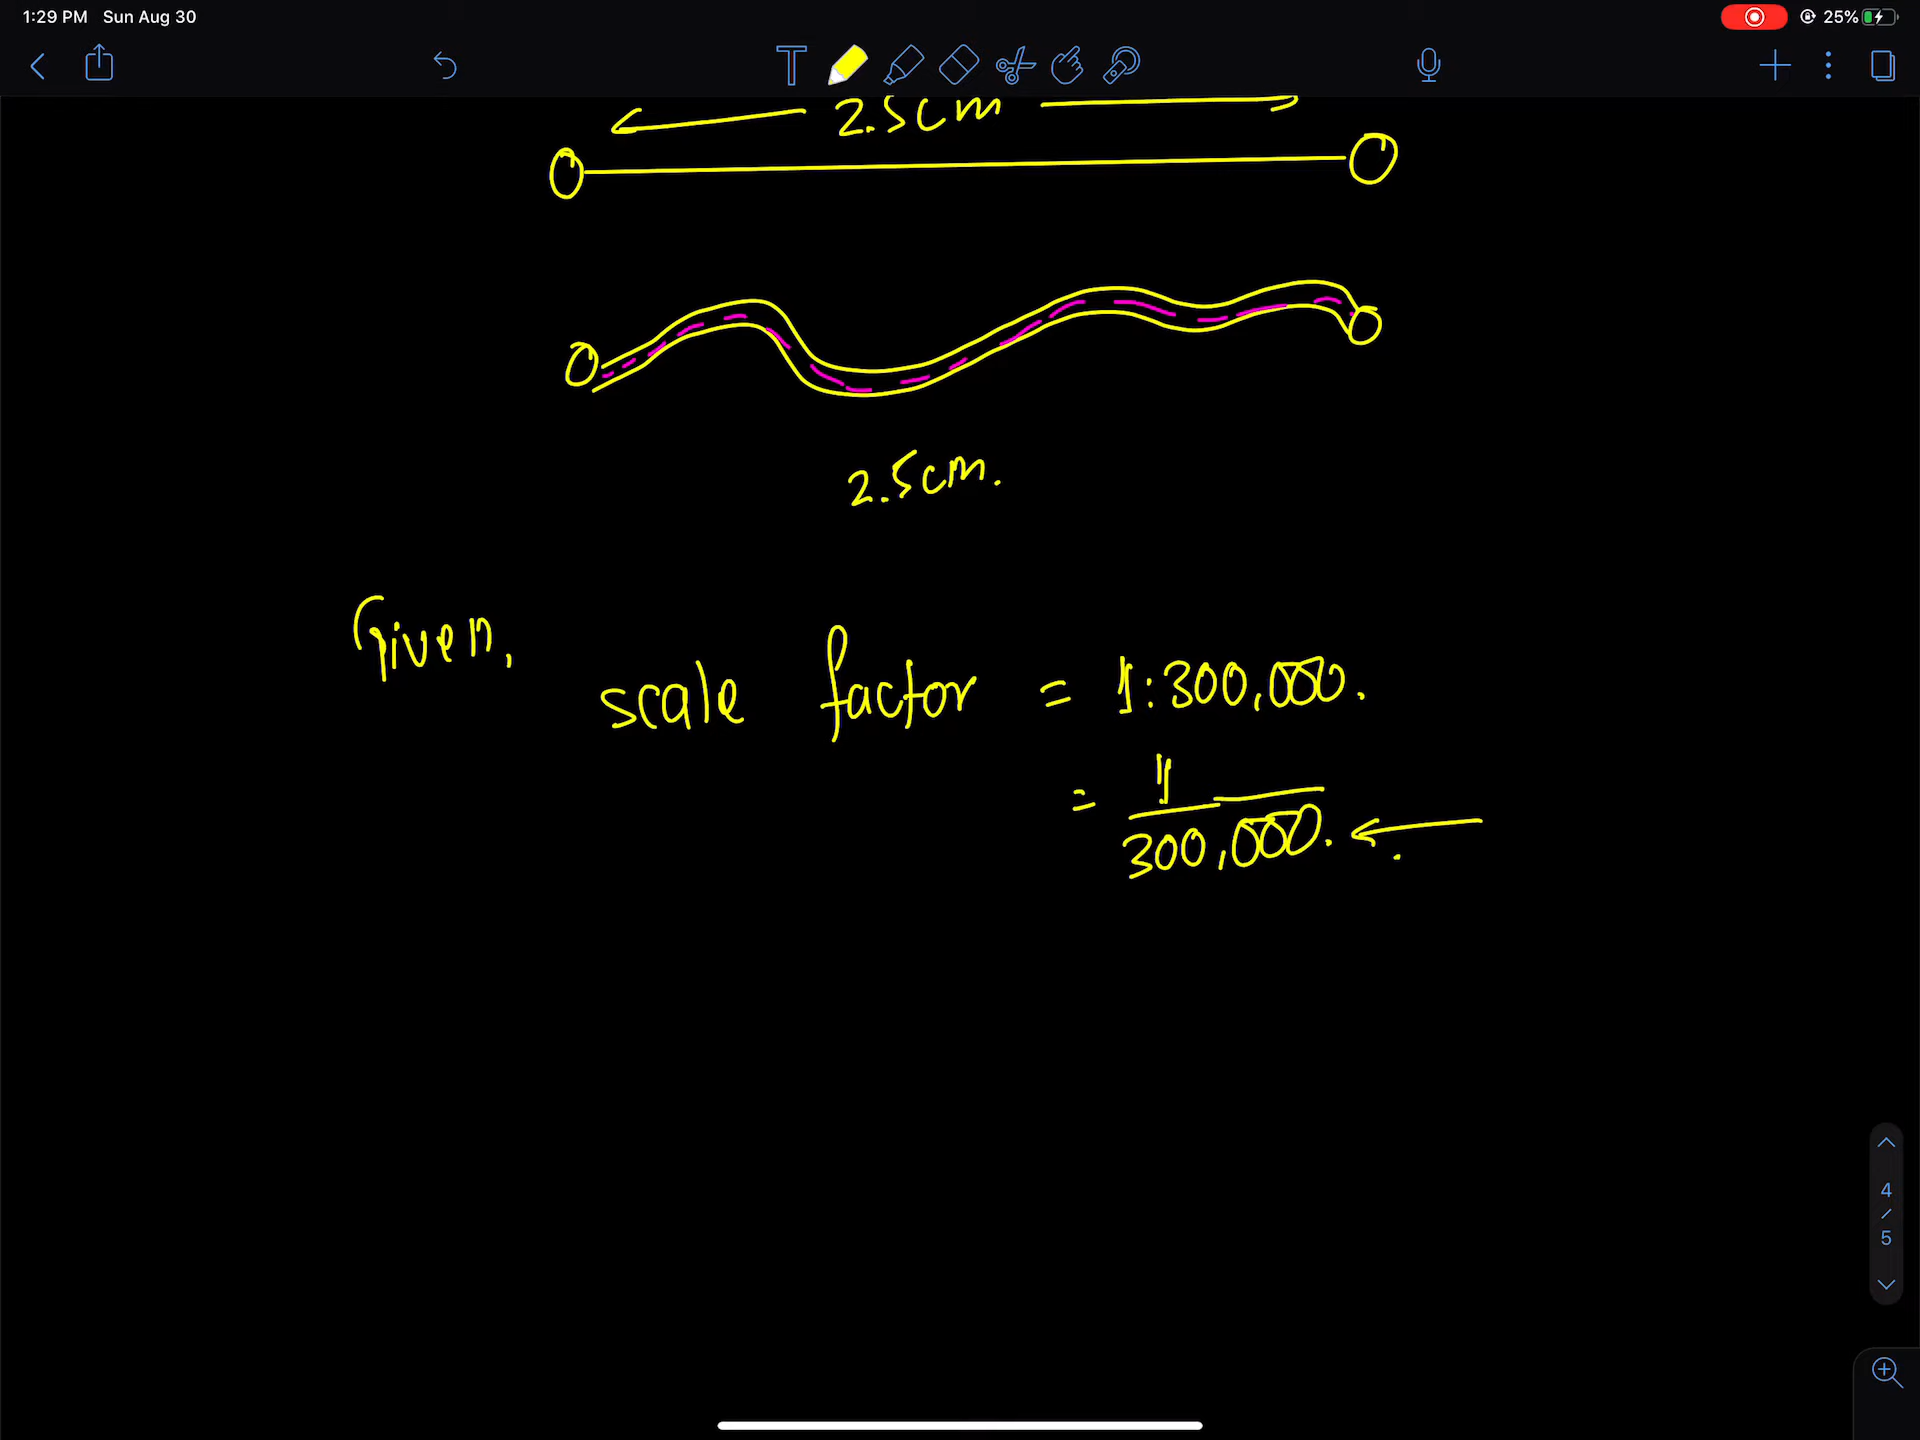 1:29 PM Sun Aug 30
25%
T
2.5cm
2.5cm.
Given,
scale factor = 1:300,000.
= 1
300,000.
4
/
5